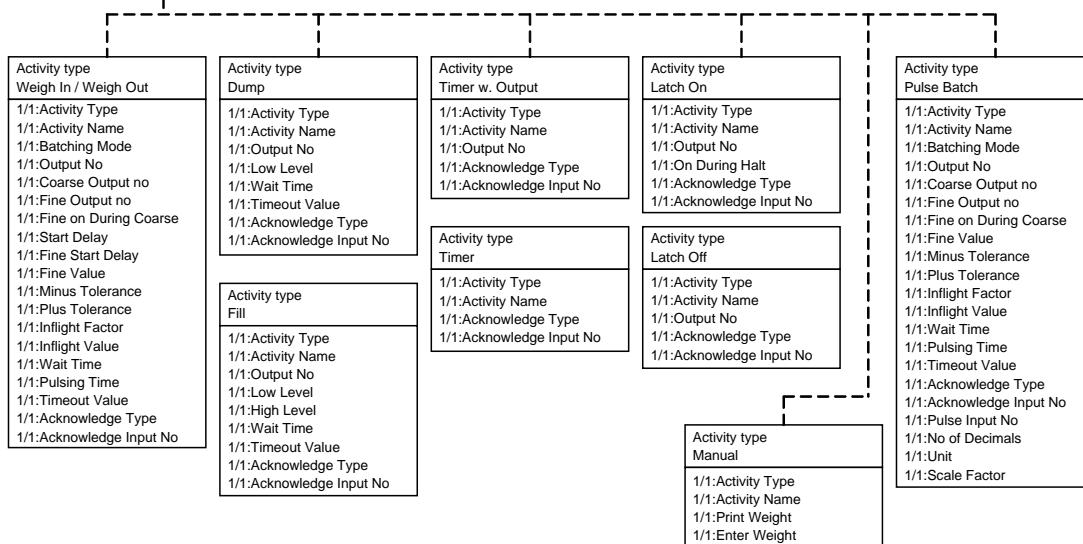 Activity type
Weigh In / Weigh Out
1/1:Activity Type
1/1:Activity Name
1/1:Batching Mode
1/1:Output No
1/1:Coarse Output no
1/1:Fine Output no
1/1:Fine on During Coarse
1/1:Start Delay
1/1:Fine Start Delay
1/1:Fine Value
1/1:Minus Tolerance
1/1:Plus Tolerance
1/1:Inflight Factor
1/1:Inflight Value
1/1:Wait Time
1/1:Pulsing Time
1/1:Timeout Value
1/1:Acknowledge Type
1/1:Acknowledge Input No
Activity type
Dump
1/1:Activity Type
1/1:Activity Name
1/1:Output No
1/1:Low Level
1/1:Wait Time
1/1:Timeout Value
1/1:Acknowledge Type
1/1:Acknowledge Input No
Activity type
Fill
1/1:Activity Type
1/1:Activity Name
1/1:Output No
1/1:Low Level
1/1:High Level
1/1:Wait Time
1/1:Timeout Value
1/1:Acknowledge Type
1/1:Acknowledge Input No
Activity type
Timer w. Output
1/1:Activity Type
1/1:Activity Name
1/1:Output No
1/1:Acknowledge Type
1/1:Acknowledge Input No
Activity type
Timer
1/1:Activity Type
1/1:Activity Name
1/1:Acknowledge Type
1/1:Acknowledge Input No
Activity type
Latch On
1/1:Activity Type
1/1:Activity Name
1/1:Output No
1/1:On During Halt
1/1:Acknowledge Type
1/1:Acknowledge Input No
Activity type
Latch Off
1/1:Activity Type
1/1:Activity Name
1/1:Output No
1/1:Acknowledge Type
1/1:Acknowledge Input No
Activity type
Manual
1/1:Activity Type
1/1:Activity Name
1/1:Print Weight
1/1:Enter Weight
Activity type
Pulse Batch
1/1:Activity Type
1/1:Activity Name
1/1:Batching Mode
1/1:Output No
1/1:Coarse Output no
1/1:Fine Output no
1/1:Fine on During Coarse
1/1:Fine Value
1/1:Minus Tolerance
1/1:Plus Tolerance
1/1:Inflight Factor
1/1:Inflight Value
1/1:Wait Time
1/1:Pulsing Time
1/1:Timeout Value
1/1:Acknowledge Type
1/1:Acknowledge Input No
1/1:Pulse Input No
1/1:No of Decimals
1/1:Unit
1/1:Scale Factor